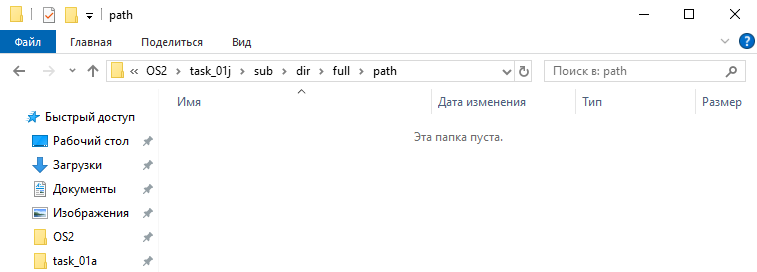 path
Файл Главная Поделиться Вид
« OS2 › task_01j › sub › dir › full › path Поиск в: path
Имя Дата изменения Тип Размер
Эта папка пуста.
Быстрый доступ
Рабочий стол
Загрузки
Документы
Изображения
OS2
task_01a